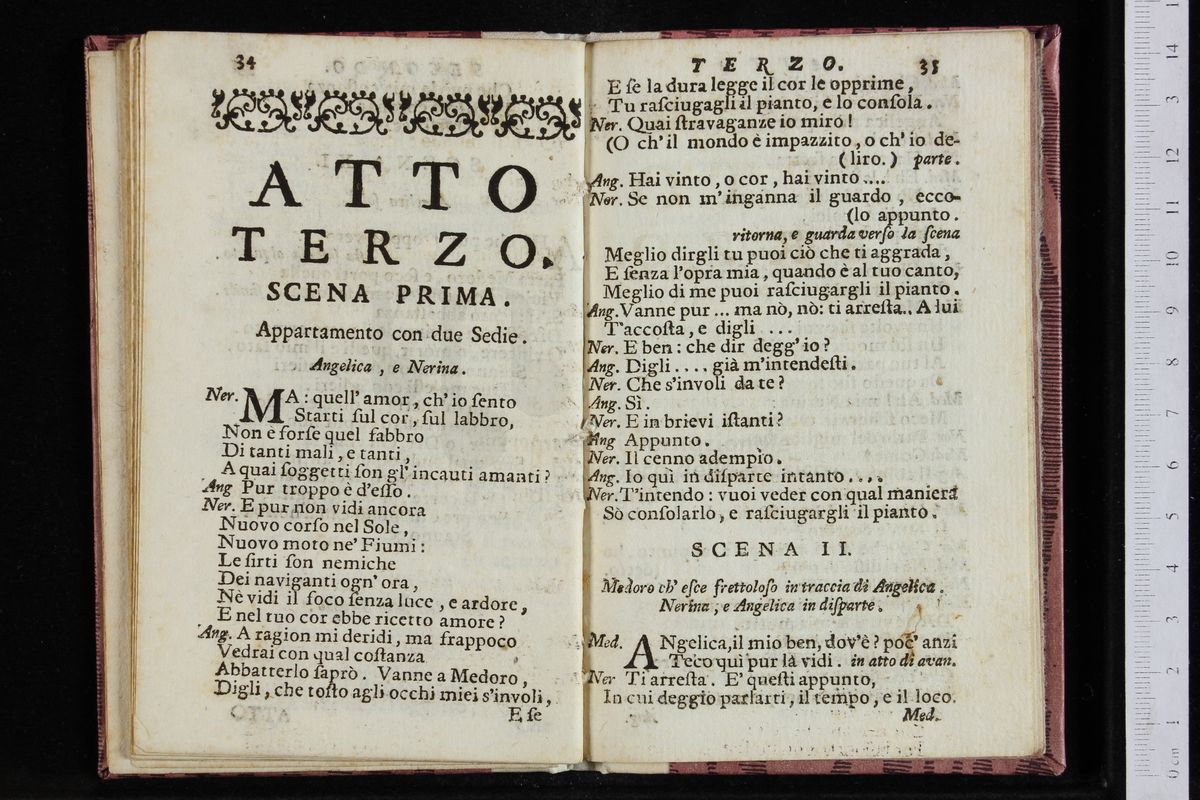 34
ATTO
TERZO.
SCENA PRIMA.
Appartamento con due Sedie.
Angelica, e Nerina.
Ner. MA: quell' amor, ch' io ſento
Starti ſul cor, ſul labbro,
Non è forſe quel fabbro
Di tanti mali, e tanti,
A quai ſoggetti ſon gl' incauti amanti?
Ang Pur troppo è d'eſſo.
Ner. E pur non vidi ancora
Nuovo corſo nel Sole,
Nuovo moto ne' Fiumi:
Le ſirti ſon nemiche
Dei naviganti ogn' ora,
Nè vidi il foco ſenza luce, e ardore,
E nel tuo cor ebbe ricetto amore?
Ang. A ragion mi deridi, ma frappoco
Vedrai con qual coſtanza
Abbatterlo ſaprò. Vanne a Medoro,
Digli, che toſto agli occhi miei s'involi,
E ſe
TERZO. 35
E ſe la dura legge il cor le opprime,
Tu raſciugagli il pianto, e lo conſola.
Ner. Quai ſtravaganze io miro!
(O ch' il mondo è impazzito, o ch' io de-
(liro.) parte.
Ang. Hai vinto, o cor, hai vinto....
Ner. Se non m'inganna il guardo, ecco-
(lo appunto.
ritorna, e guarda verſo la ſcena
Meglio dirgli tu puoi ciò che ti aggrada,
E ſenza l'opra mia, quando è al tuo canto,
Meglio di me puoi raſciugargli il pianto.
Ang. Vanne pur ... ma nò, nò: ti arreſta.. A lui
T'accoſta, e digli ...
Ner. E ben: che dir degg' io?
Ang. Digli .... già m'intendeſti.
Ner. Che s'involi da te?
Ang. Sì.
Ner. E in brievi iſtanti?
Ang Appunto.
Ner. Il cenno adempio.
Ang. Io quì in diſparte intanto....
Ner. T'intendo: vuoi veder con qual maniera
Sò conſolarlo, e raſciugargli il pianto.
SCENA II.
Medoro ch' eſce frettoloſo in traccia di Angelica.
Nerina, e Angelica in diſparte.
Med. ANgelica, il mio ben, dov'è? poc' anzi
Teco quì pur la vidi. in atto di avan.
Ner Ti arreſta. E' queſti appunto,
In cui deggio parlarti, il tempo, e il loco.
Med.